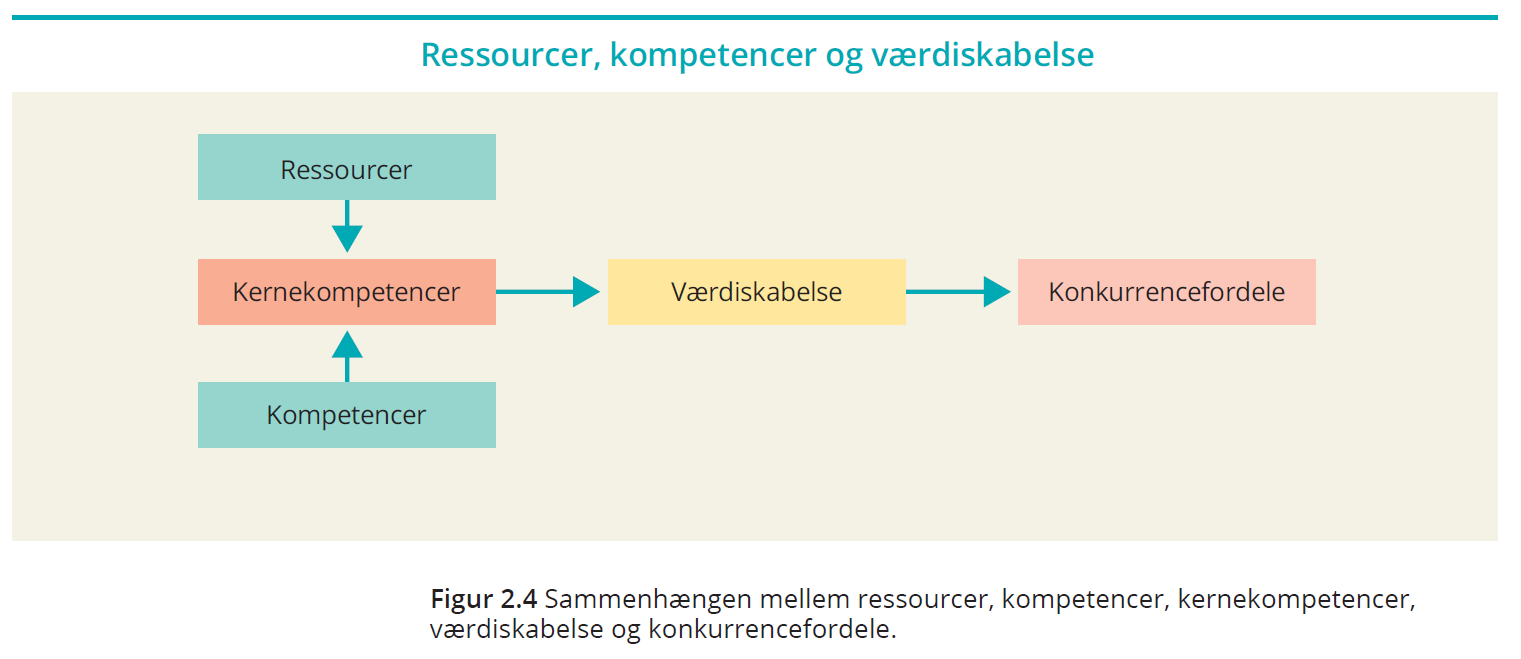 Ressourcer, kompetencer og værdiskabelse
Ressourcer
Kernekompetencer
Værdiskabelse
Konkurrencefordele
Kompetencer
Figur 2.4 Sammenhængen mellem ressourcer, kompetencer, kernekompetencer,
værdiskabelse og konkurrencefordele.